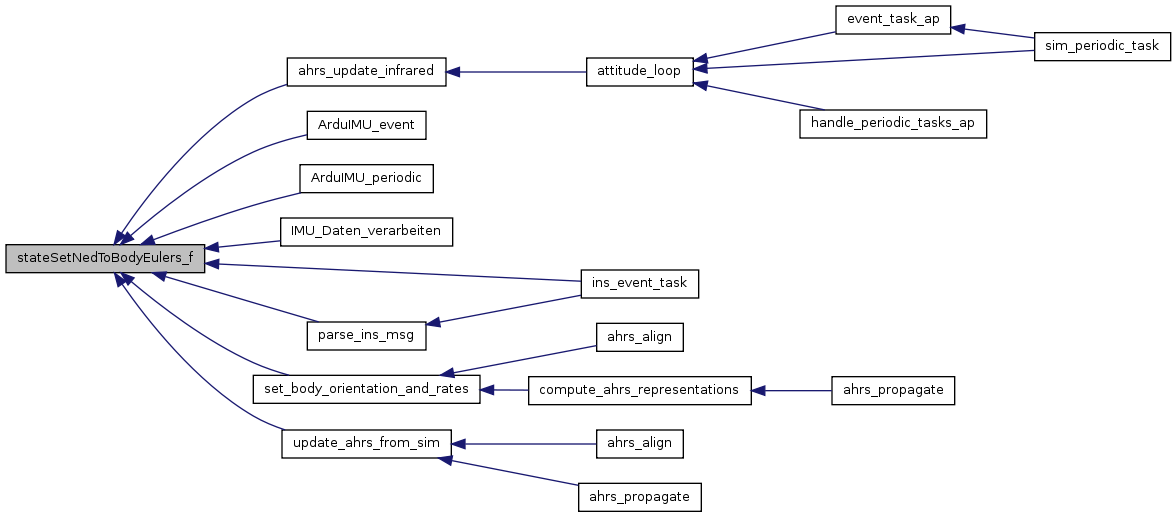 event_task_ap
sim_periodic_task
ahrs_update_infrared
attitude_loop
handle_periodic_tasks_ap
ArduIMU_event
ArduIMU_periodic
IMU_Daten_verarbeiten
stateSetNedToBodyEulers_f
ins_event_task
parse_ins_msg
ahrs_align
set_body_orientation_and_rates
compute_ahrs_representations
ahrs_propagate
update_ahrs_from_sim
ahrs_align
ahrs_propagate